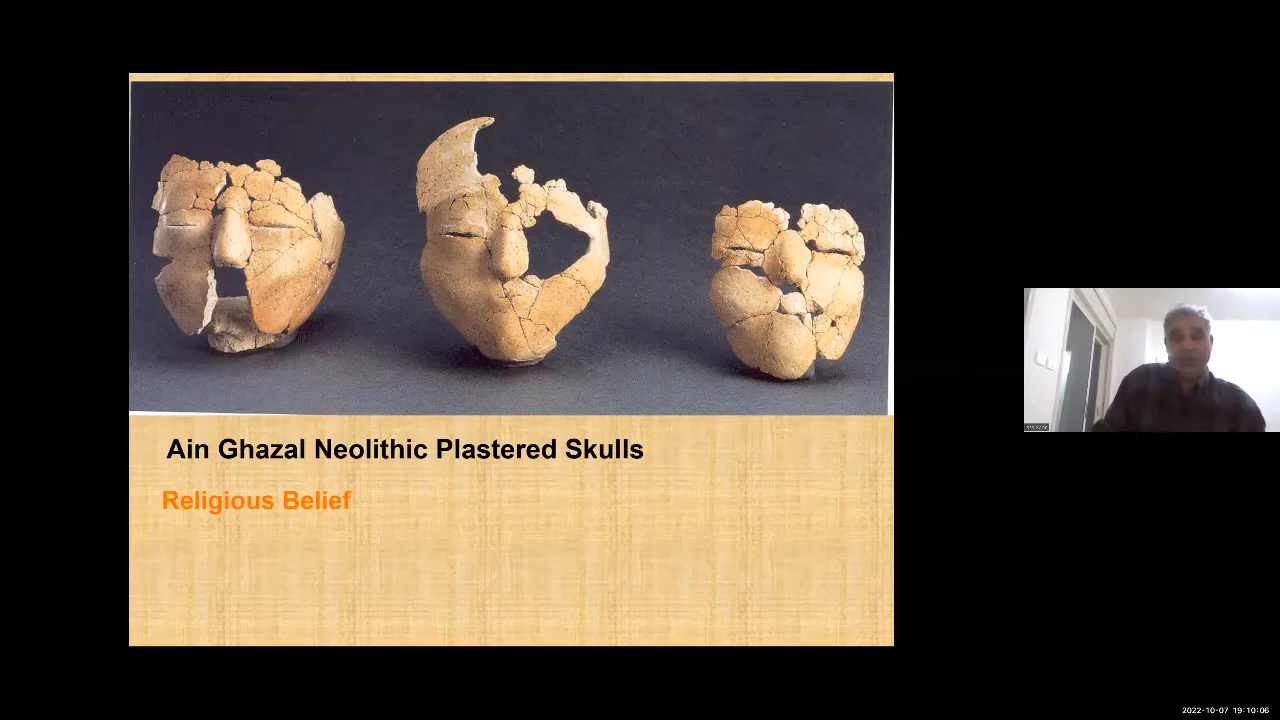 Ain Ghazal Neolithic Plastered Skulls
Religious Belief
2022-10-07 19:10:06